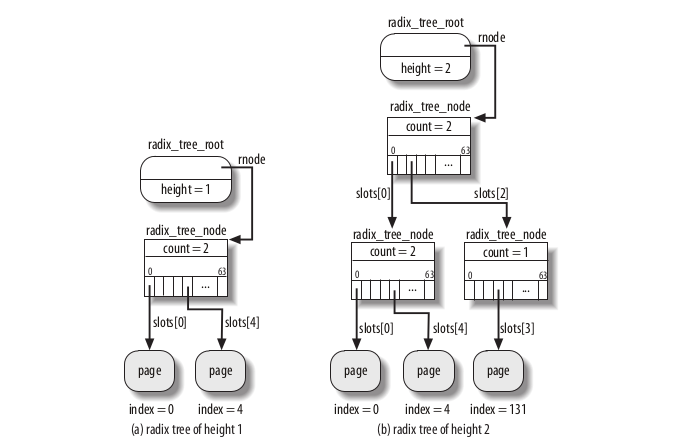 radix_tree_root
rnode
height = 1
radix_tree_node
count = 2
0 63
...
slots[0] slots[4]
page page
index = 0 index = 4
(a) radix tree of height 1
radix_tree_root
rnode
height = 2
radix_tree_node
count = 2
0 63
...
slots[0] slots[2]
radix_tree_node radix_tree_node
count = 2 count = 1
0 63 0 63
... ...
slots[0] slots[4] slots[3]
page page page
index = 0 index = 4 index = 131
(b) radix tree of height 2